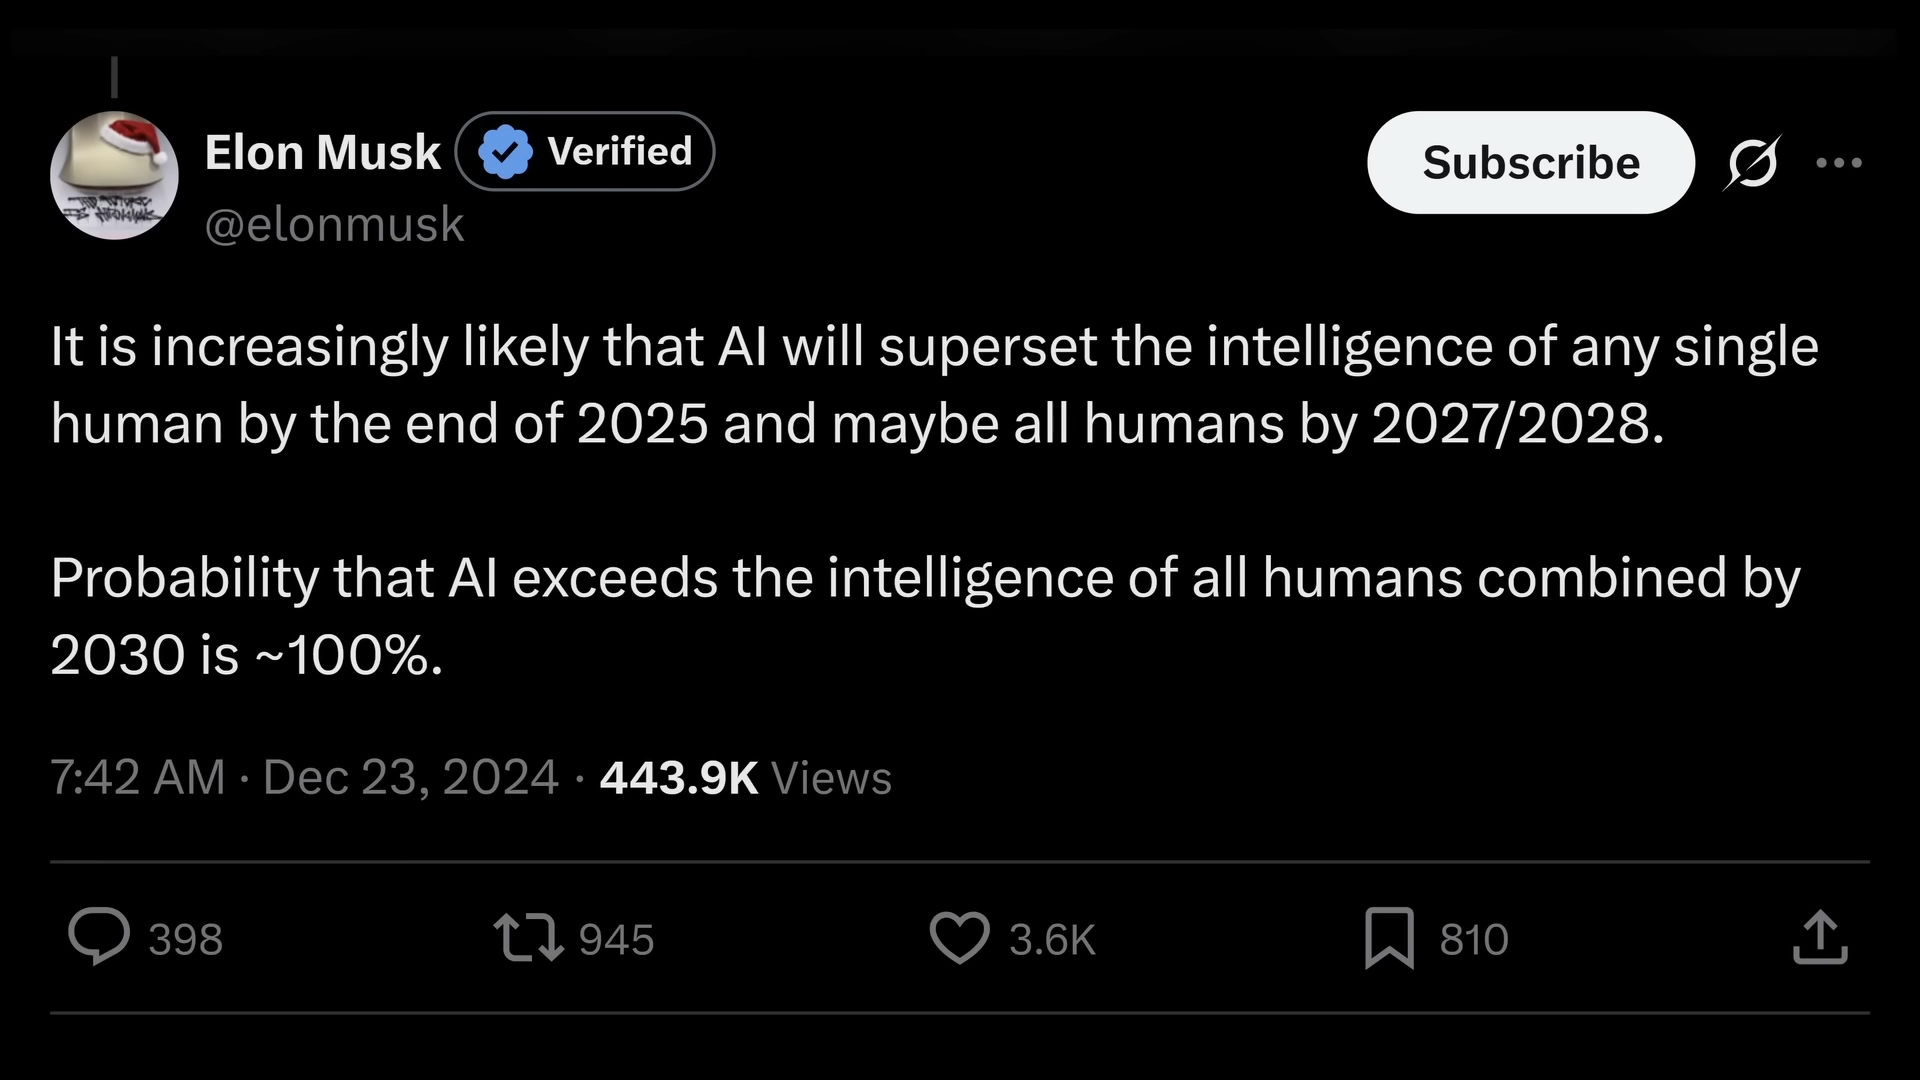 Elon Musk Verified
@elonmusk
Subscribe
It is increasingly likely that AI will superset the intelligence of any single
human by the end of 2025 and maybe all humans by 2027/2028.
Probability that AI exceeds the intelligence of all humans combined by
2030 is ~100%.
7:42 AM · Dec 23, 2024 · 443.9K Views
398 945 3.6K 810